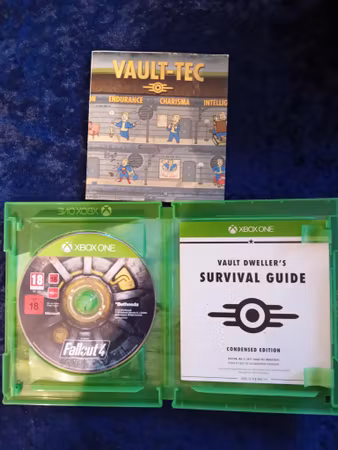 VAULT-TEC
ENDURANCE CHARISMA INTELLIG
XBOX ONE
XBOX ONE
18
18
Bethesda
Microsoft
Fallout 4
XBOX ONE
VAULT DWELLER'S
SURVIVAL GUIDE
CONDENSED EDITION